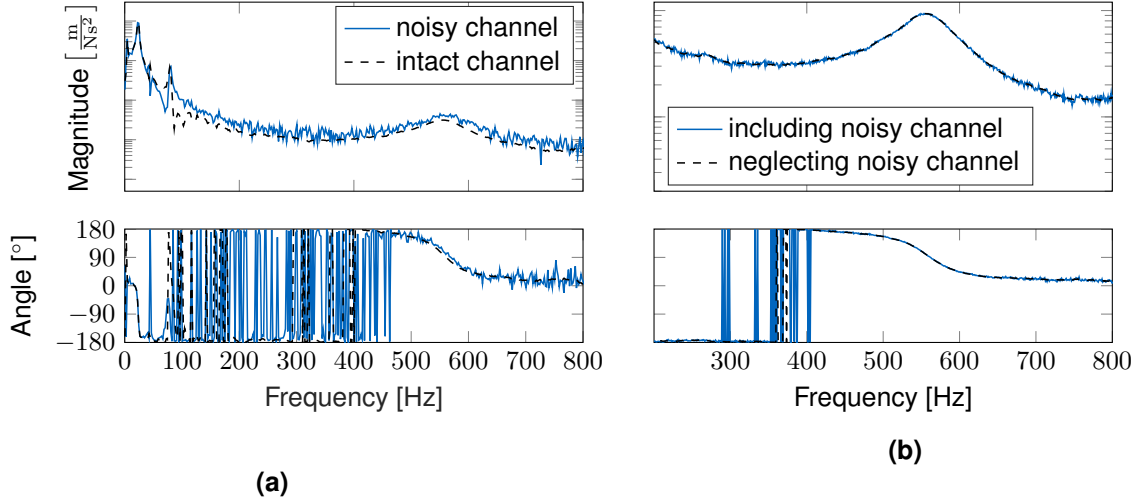 Magnitude [m/Ns²]
noisy channel
intact channel
including noisy channel
neglecting noisy channel
Angle [°]
180
90
0
−90
−180
0 100 200 300 400 500 600 700 800
Frequency [Hz]
300 400 500 600 700 800
Frequency [Hz]
(a)
(b)